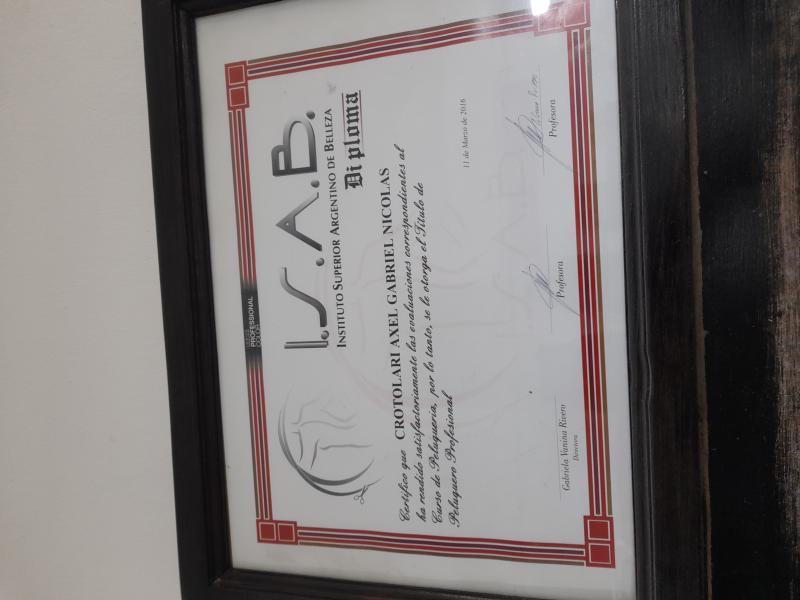 PROFESSIONAL
I.S.A.B.
INSTITUTO SUPERIOR ARGENTINO DE BELLEZA
Diploma
Certifico que CROTOLARI AXEL GABRIEL NICOLAS
ha rendido satisfactoriamente las evaluaciones correspondientes al
Curso de Peluquería, por lo tanto, se le otorga el Título de
Peluquero Profesional
11 de Marzo de 2016
Gabriela Vanina Rivero
Directora
Profesora
Profesora